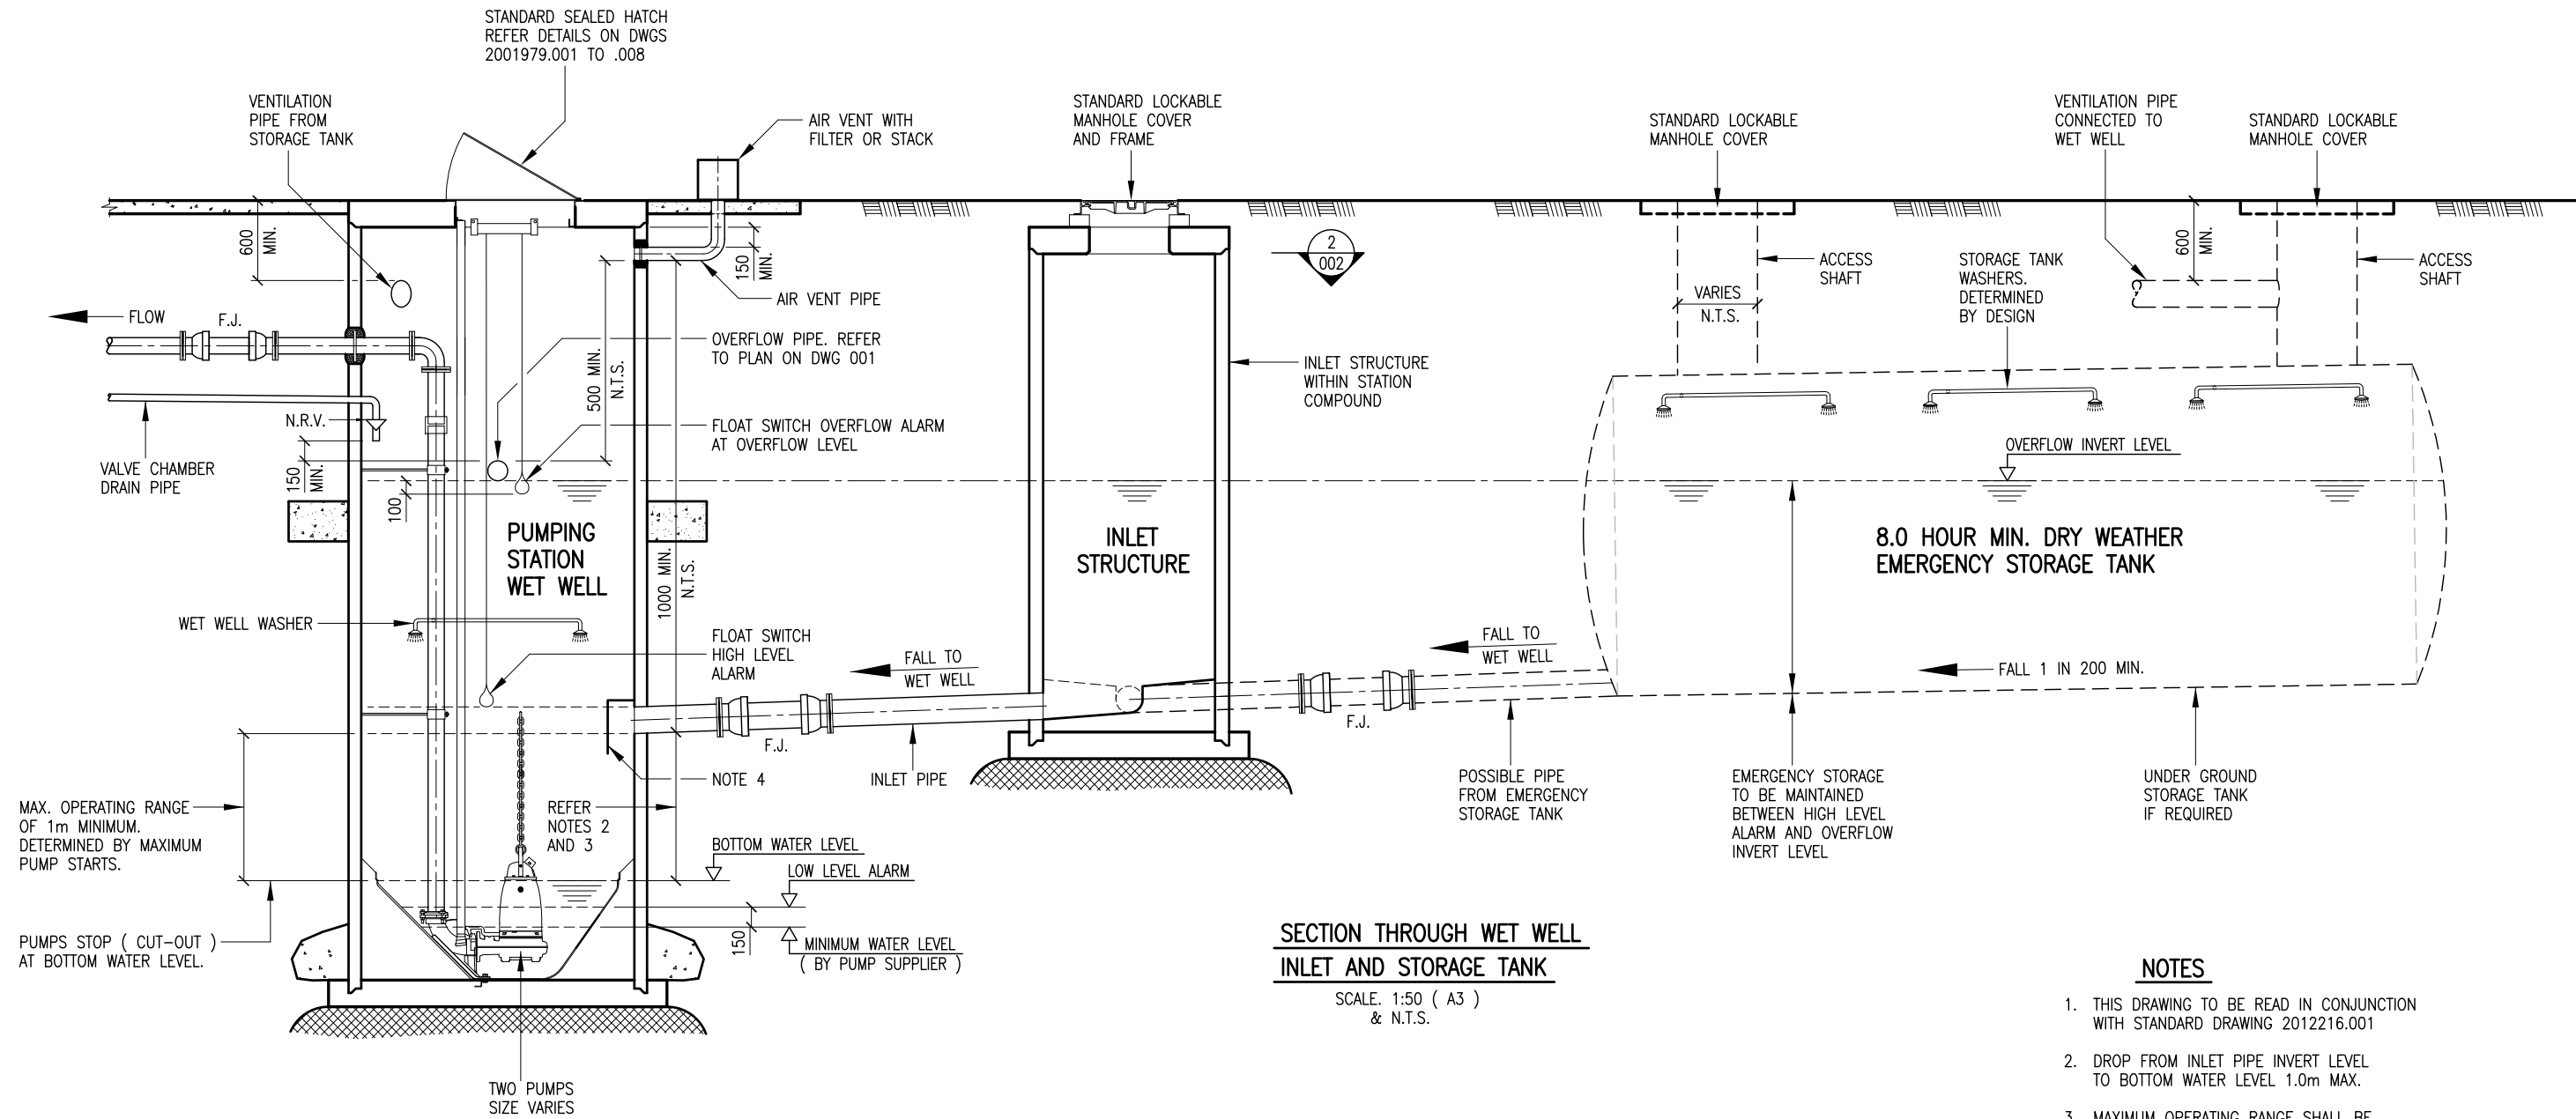 STANDARD SEALED HATCH
REFER DETAILS ON DWGS
2001979.001 TO .008
VENTILATION
PIPE FROM
STORAGE TANK
AIR VENT WITH
FILTER OR STACK
STANDARD LOCKABLE
MANHOLE COVER
AND FRAME
STANDARD LOCKABLE
MANHOLE COVER
VENTILATION PIPE
CONNECTED TO
WET WELL
STANDARD LOCKABLE
MANHOLE COVER
600
MIN.
150
MIN.
2
002
600
MIN.
ACCESS
SHAFT
STORAGE TANK
WASHERS.
DETERMINED
BY DESIGN
ACCESS
SHAFT
VARIES
N.T.S.
AIR VENT PIPE
FLOW
F.J.
OVERFLOW PIPE. REFER
TO PLAN ON DWG 001
500 MIN.
N.T.S.
INLET STRUCTURE
WITHIN STATION
COMPOUND
N.R.V.
FLOAT SWITCH OVERFLOW ALARM
AT OVERFLOW LEVEL
OVERFLOW INVERT LEVEL
VALVE CHAMBER
DRAIN PIPE
150
MIN.
100
PUMPING
STATION
WET WELL
1000 MIN.
N.T.S.
INLET
STRUCTURE
8.0 HOUR MIN. DRY WEATHER
EMERGENCY STORAGE TANK
WET WELL WASHER
FLOAT SWITCH
HIGH LEVEL
ALARM
FALL TO
WET WELL
FALL TO
WET WELL
FALL 1 IN 200 MIN.
F.J.
F.J.
NOTE 4
INLET PIPE
POSSIBLE PIPE
FROM EMERGENCY
STORAGE TANK
EMERGENCY STORAGE
TO BE MAINTAINED
BETWEEN HIGH LEVEL
ALARM AND OVERFLOW
INVERT LEVEL
UNDER GROUND
STORAGE TANK
IF REQUIRED
MAX. OPERATING RANGE
OF 1m MINIMUM.
DETERMINED BY MAXIMUM
PUMP STARTS.
REFER
NOTES 2
AND 3
BOTTOM WATER LEVEL
LOW LEVEL ALARM
PUMPS STOP ( CUT-OUT )
AT BOTTOM WATER LEVEL.
150
MINIMUM WATER LEVEL
( BY PUMP SUPPLIER )
SECTION THROUGH WET WELL
INLET AND STORAGE TANK
SCALE. 1:50 ( A3 )
& N.T.S.
TWO PUMPS
SIZE VARIES
NOTES
1. THIS DRAWING TO BE READ IN CONJUNCTION
WITH STANDARD DRAWING 2012216.001
2. DROP FROM INLET PIPE INVERT LEVEL
TO BOTTOM WATER LEVEL 1.0m MAX.
3. MAXIMUM OPERATING RANGE SHALL BE